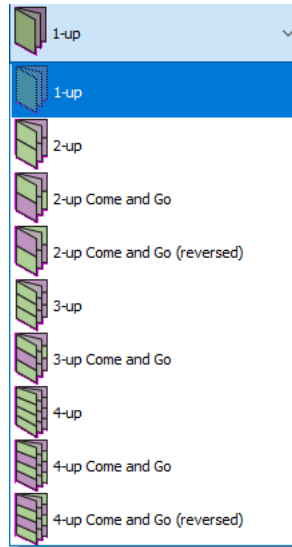 1-up
1-up
2-up
2-up Come and Go
2-up Come and Go (reversed)
3-up
3-up Come and Go
4-up
4-up Come and Go
4-up Come and Go (reversed)